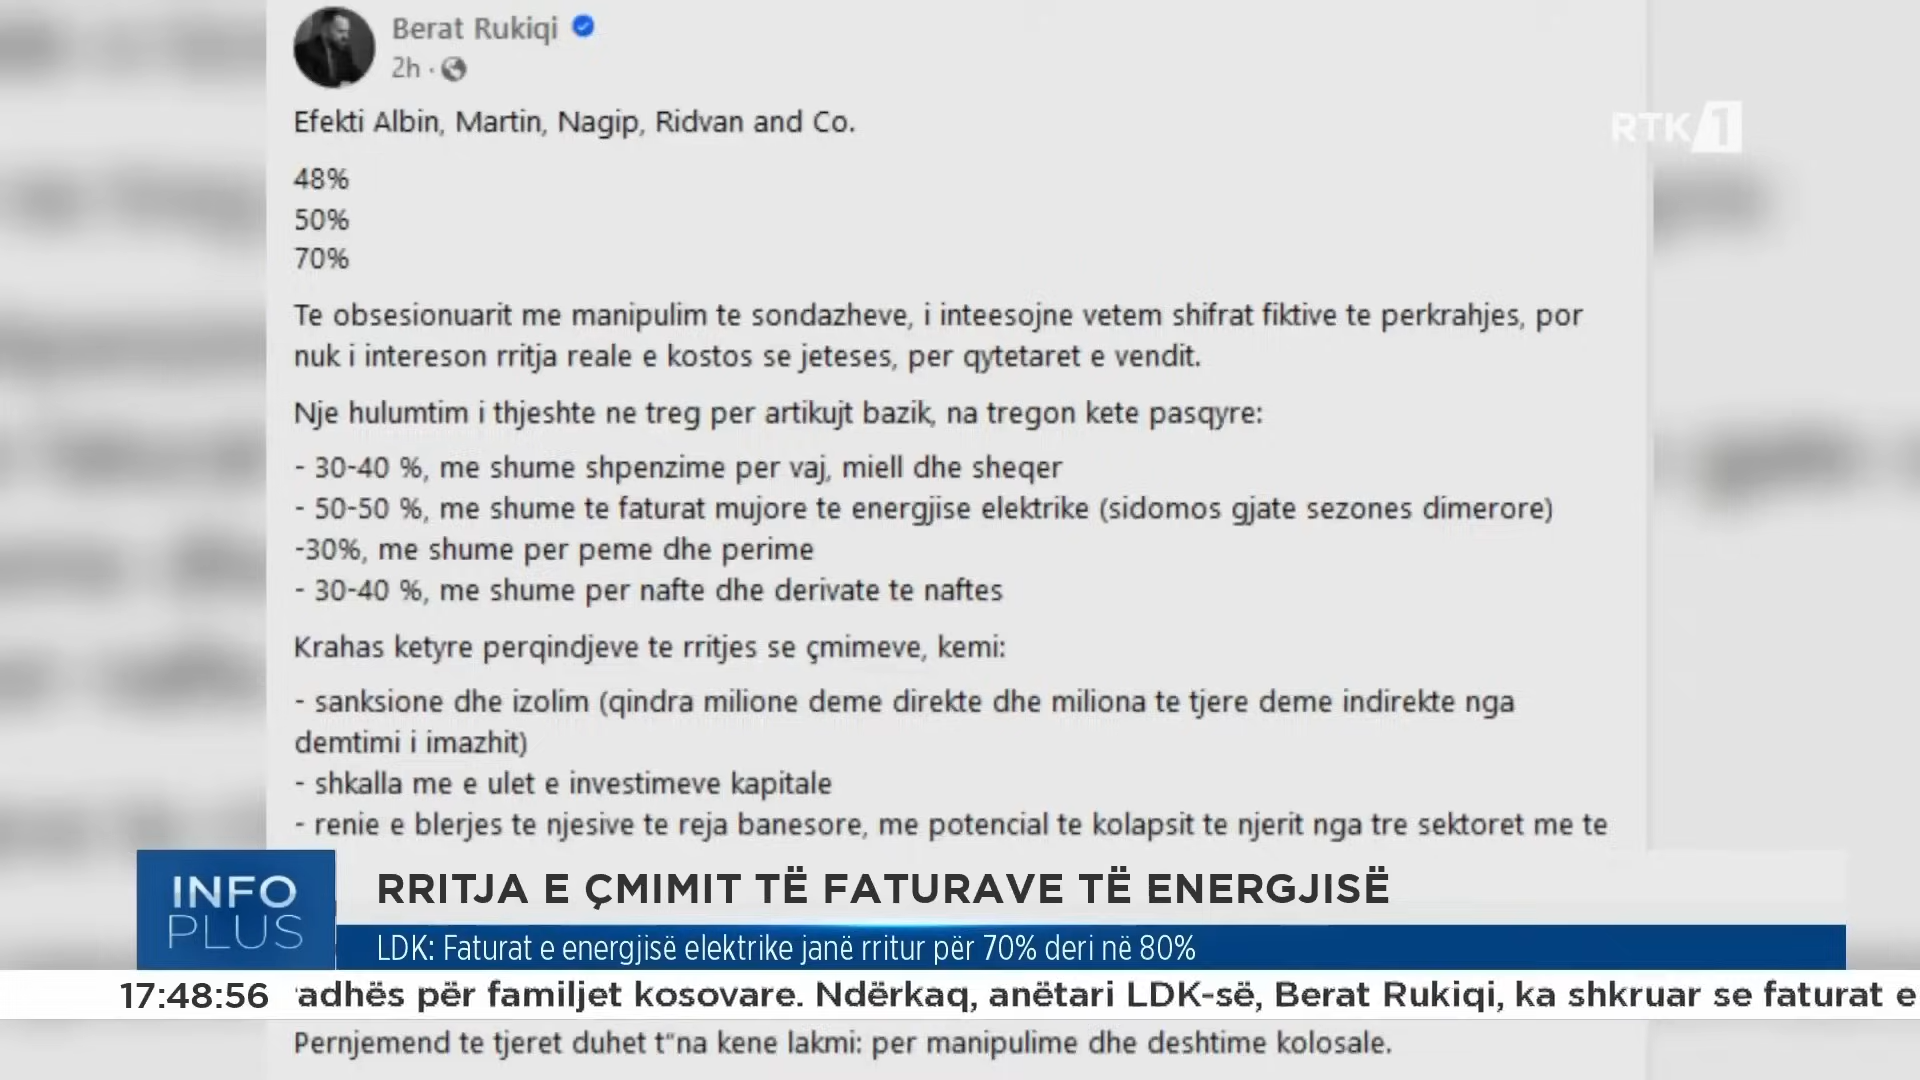 Berat Rukiqi
2h ·
Efekti Albin, Martin, Nagip, Ridvan and Co.
48%
50%
70%
Te obsesionuarit me manipulim te sondazheve, i inteesojne vetem shifrat fiktive te perkrahjes, por
nuk i intereson rritja reale e kostos se jeteses, per qytetaret e vendit.
Nje hulumtim i thjeshte ne treg per artikujt bazik, na tregon kete pasqyre:
- 30-40 %, me shume shpenzime per vaj, miell dhe sheqer
- 50-50 %, me shume te faturat mujore te energjise elektrike (sidomos gjate sezones dimerore)
-30%, me shume per peme dhe perime
- 30-40 %, me shume per nafte dhe derivate te naftes
Krahas ketyre perqindjeve te rritjes se çmimeve, kemi:
- sanksione dhe izolim (qindra milione deme direkte dhe miliona te tjere deme indirekte nga
demtimi i imazhit)
- shkalla me e ulet e investimeve kapitale
- renie e blerjes te njesive te reja banesore, me potencial te kolapsit te njerit nga tre sektoret me te
RTK 1
INFO
PLUS
RRITJA E ÇMIMIT TË FATURAVE TË ENERGJISË
LDK: Faturat e energjisë elektrike janë rritur për 70% deri në 80%
17:48:56
adhës për familjet kosovare. Ndërkaq, anëtari LDK-së, Berat Rukiqi, ka shkruar se faturat e
Pernjemend te tjeret duhet t"na kene lakmi: per manipulime dhe deshtime kolosale.